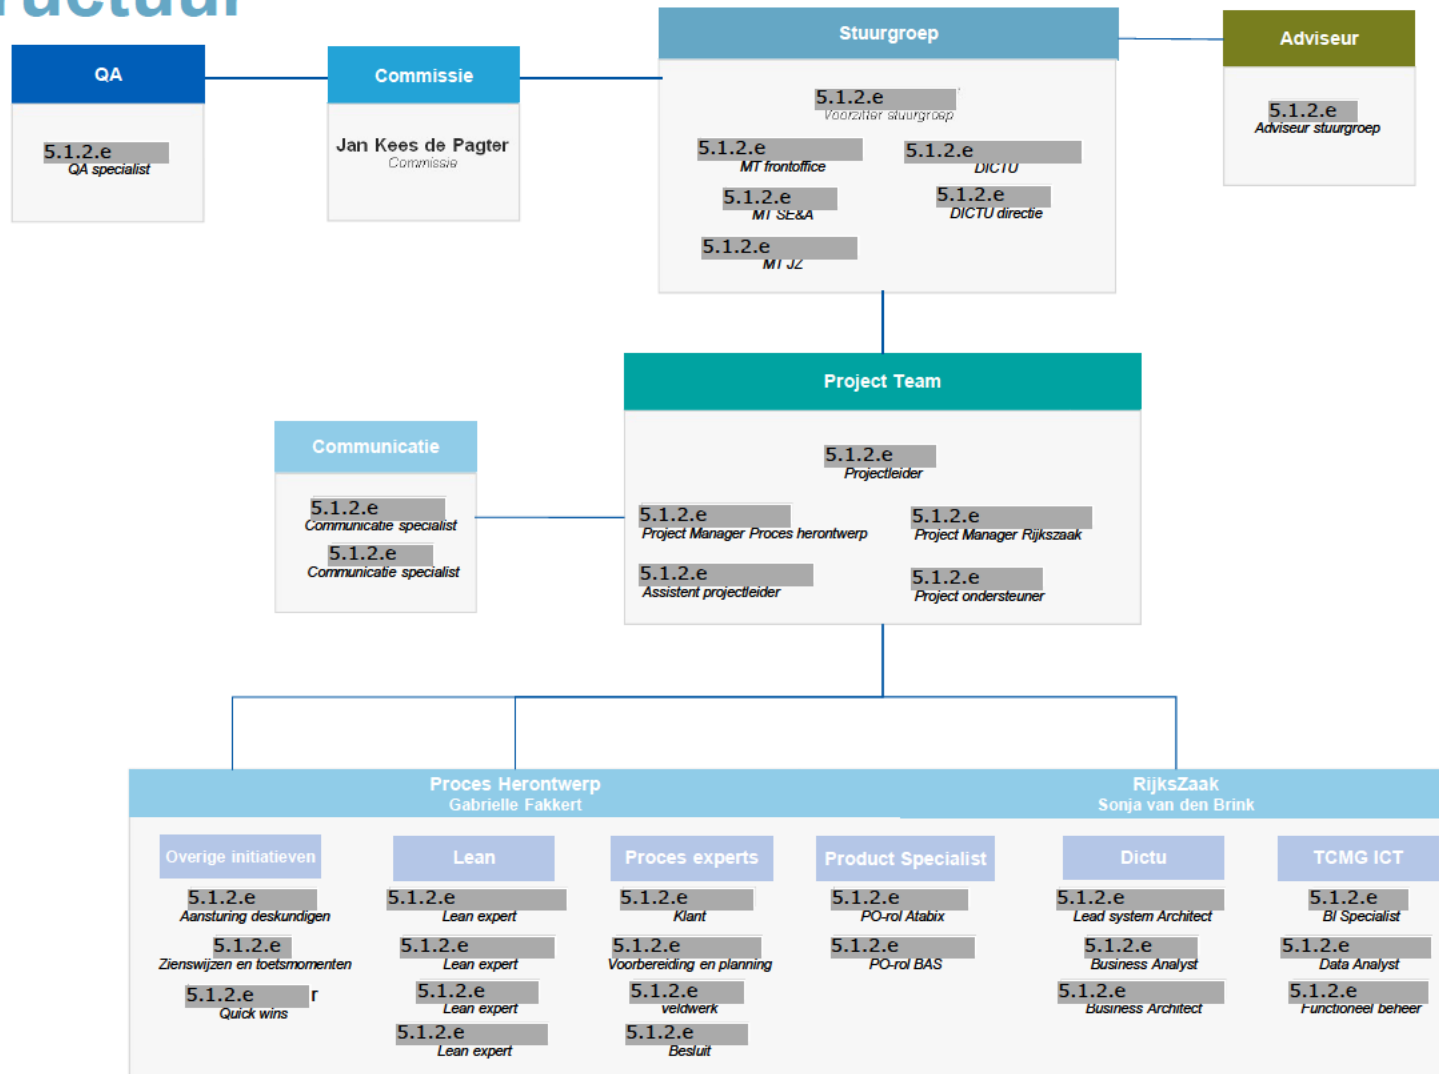 ructuur
QA
5.1.2.e
QA specialist
Commissie
Jan Kees de Pagter
Commissie
Stuurgroep
5.1.2.e
Voorzitter stuurgroep
5.1.2.e
MT frontoffice
5.1.2.e
DICTU
5.1.2.e
MT SE&A
5.1.2.e
DICTU directie
5.1.2.e
MT JZ
Adviseur
5.1.2.e
Adviseur stuurgroep
Project Team
5.1.2.e
Projectleider
5.1.2.e
Project Manager Proces herontwerp
5.1.2.e
Project Manager Rijkszaak
5.1.2.e
Assistent projectleider
5.1.2.e
Project ondersteuner
Communicatie
5.1.2.e
Communicatie specialist
5.1.2.e
Communicatie specialist
Proces Herontwerp
Gabrielle Fakkert
RijksZaak
Sonja van den Brink
Overige initiatieven
5.1.2.e
Aansturing deskundigen
5.1.2.e
Zienswijzen en toetsmomenten
5.1.2.e r
Quick wins
Lean
5.1.2.e
Lean expert
5.1.2.e
Lean expert
5.1.2.e
Lean expert
5.1.2.e
Lean expert
Proces experts
5.1.2.e
Klant
5.1.2.e
Voorbereiding en planning
5.1.2.e
veldwerk
5.1.2.e
Besluit
Product Specialist
5.1.2.e
PO-rol Atabix
5.1.2.e
PO-rol BAS
Dictu
5.1.2.e
Lead system Architect
5.1.2.e
Business Analyst
5.1.2.e
Business Architect
TCMG ICT
5.1.2.e
BI Specialist
5.1.2.e
Data Analyst
5.1.2.e
Functioneel beheer